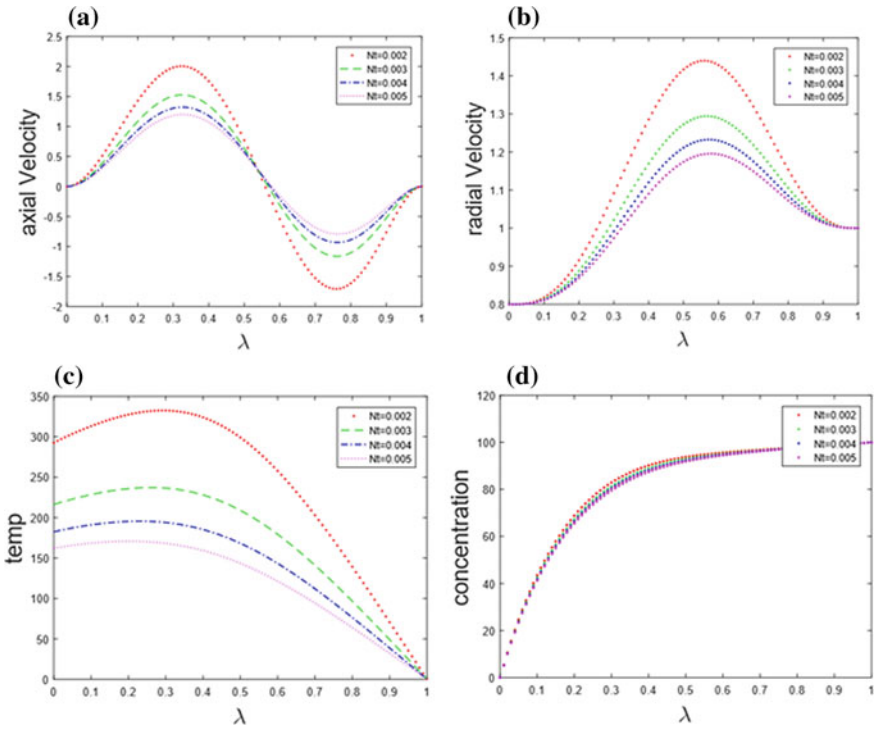 (a)
axial Velocity
2.5
2
1.5
1
0.5
0
-0.5
-1
-1.5
-2
0 0.1 0.2 0.3 0.4 0.5 0.6 0.7 0.8 0.9 1
λ
Nt=0.002
Nt=0.003
Nt=0.004
Nt=0.005
(b)
radial Velocity
1.5
1.4
1.3
1.2
1.1
1
0.9
0.8
0 0.1 0.2 0.3 0.4 0.5 0.6 0.7 0.8 0.9 1
λ
Nt=0.002
Nt=0.003
Nt=0.004
Nt=0.005
(c)
temp
350
300
250
200
150
100
50
0
0 0.1 0.2 0.3 0.4 0.5 0.6 0.7 0.8 0.9 1
λ
Nt=0.002
Nt=0.003
Nt=0.004
Nt=0.005
(d)
concentration
120
100
80
60
40
20
0
0 0.1 0.2 0.3 0.4 0.5 0.6 0.7 0.8 0.9 1
λ
Nt=0.002
Nt=0.003
Nt=0.004
Nt=0.005